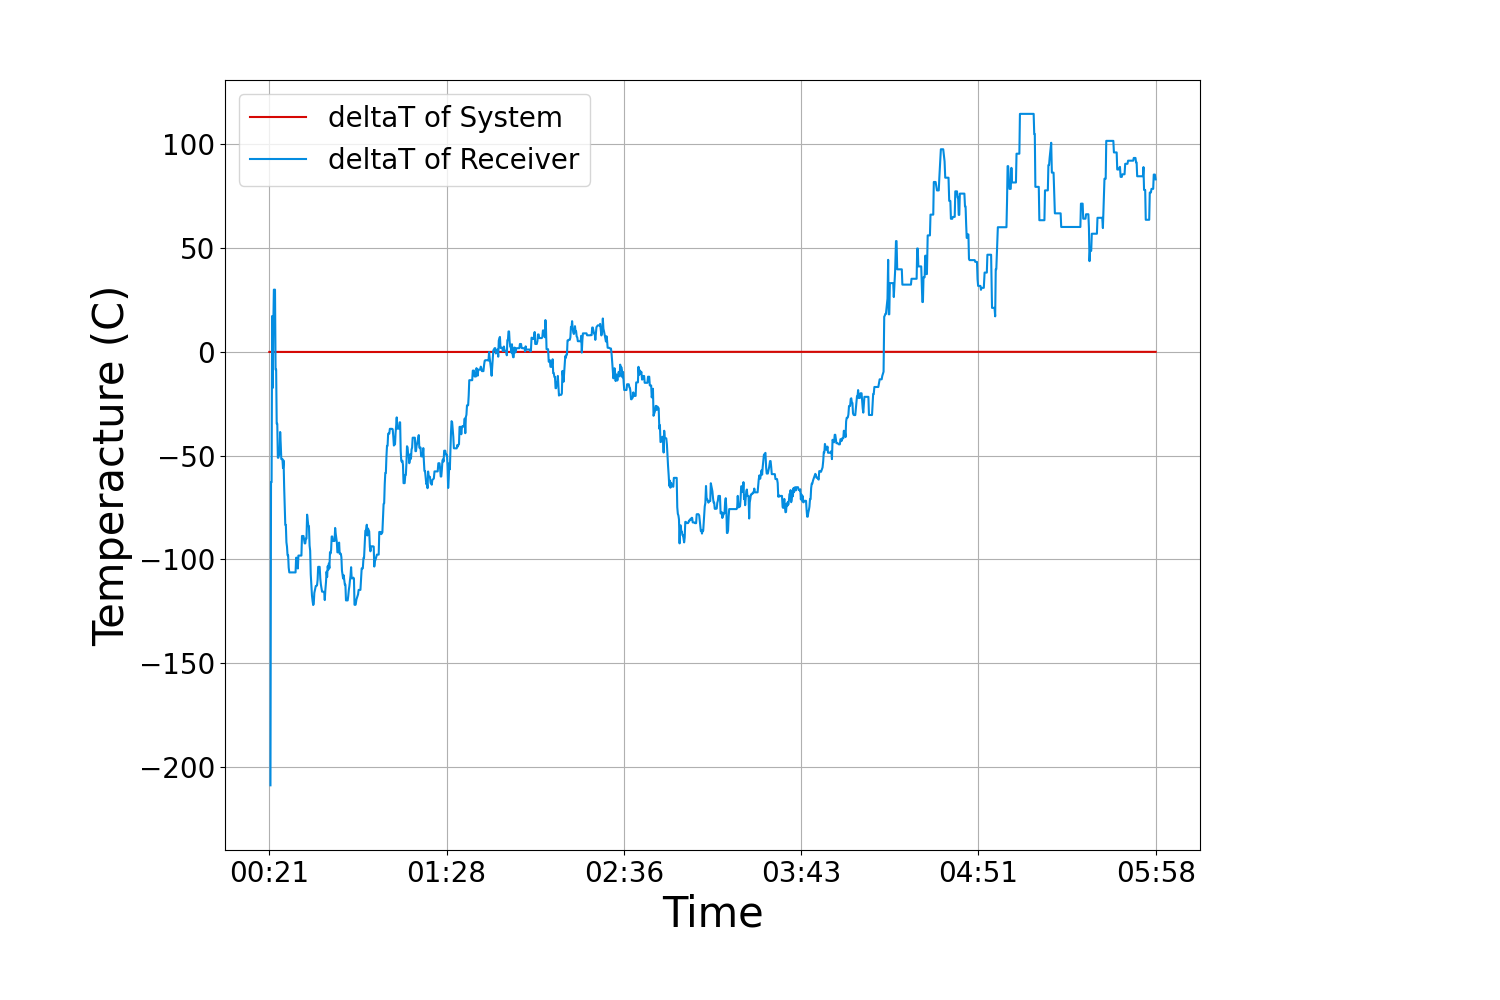 deltaT of System
deltaT of Receiver
100
50
0
−50
−100
−150
−200
Temperacture (C)
00:21 01:28 02:36 03:43 04:51 05:58
Time